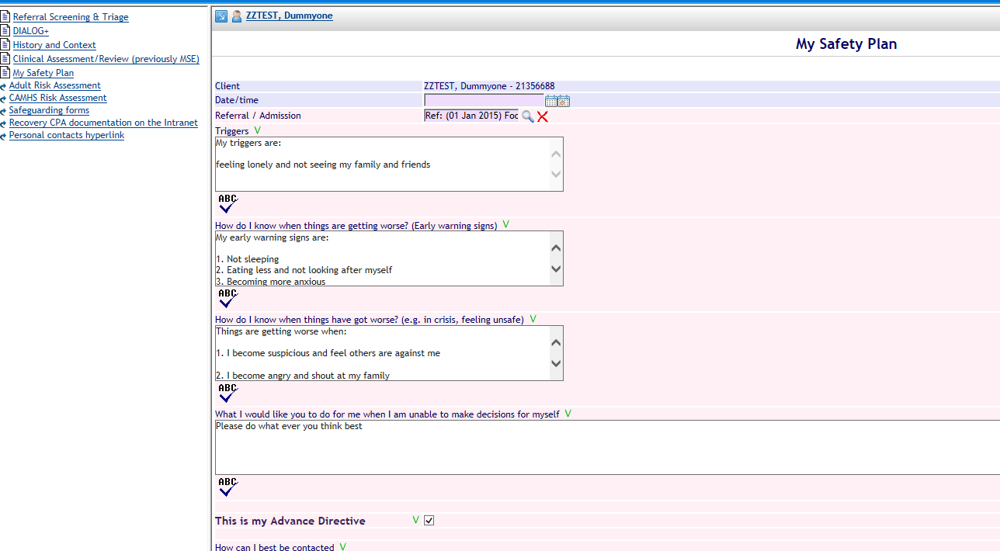 Referral Screening & Triage
DIALOG+
History and Context
Clinical Assessment/Review (previously MSE)
My Safety Plan
Adult Risk Assessment
CAMHS Risk Assessment
Safeguarding forms
Recovery CPA documentation on the Intranet
Personal contacts hyperlink
ZZTEST, Dummyone
My Safety Plan
Client ZZTEST, Dummyone - 21356688
Date/time
Referral / Admission Ref: (01 Jan 2015) Foc
Triggers V
My triggers are:
feeling lonely and not seeing my family and friends
ABC
How do I know when things are getting worse? (Early warning signs) V
My early warning signs are:
1. Not sleeping
2. Eating less and not looking after myself
3. Becoming more anxious
ABC
How do I know when things have got worse? (e.g. in crisis, feeling unsafe) V
Things are getting worse when:
1. I become suspicious and feel others are against me
2. I become angry and shout at my family
ABC
What I would like you to do for me when I am unable to make decisions for myself V
Please do what ever you think best
ABC
This is my Advance Directive V
How can I best be contacted V